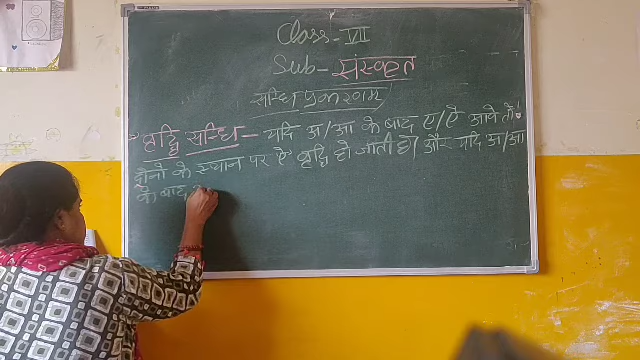 Class - VII
Sub - संस्कृत
सन्धि प्रकरणम्
वृद्धि सन्धि - यदि अ/आ के बाद ए/ऐ आवे तो
दोनों के स्थान पर ऐ वृद्धि हो जाती है। और यदि अ/आ
के बाद